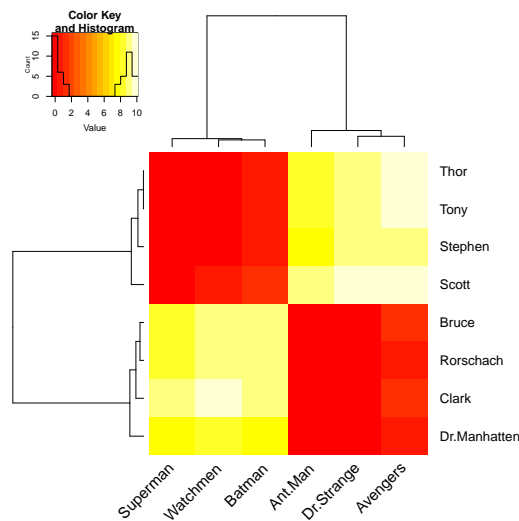 Color Key
and Histogram
Count
0 5 10 15
0 2 4 6 8 10
Value
Thor
Tony
Stephen
Scott
Bruce
Rorschach
Clark
Dr.Manhatten
Superman
Watchmen
Batman
Ant.Man
Dr.Strange
Avengers